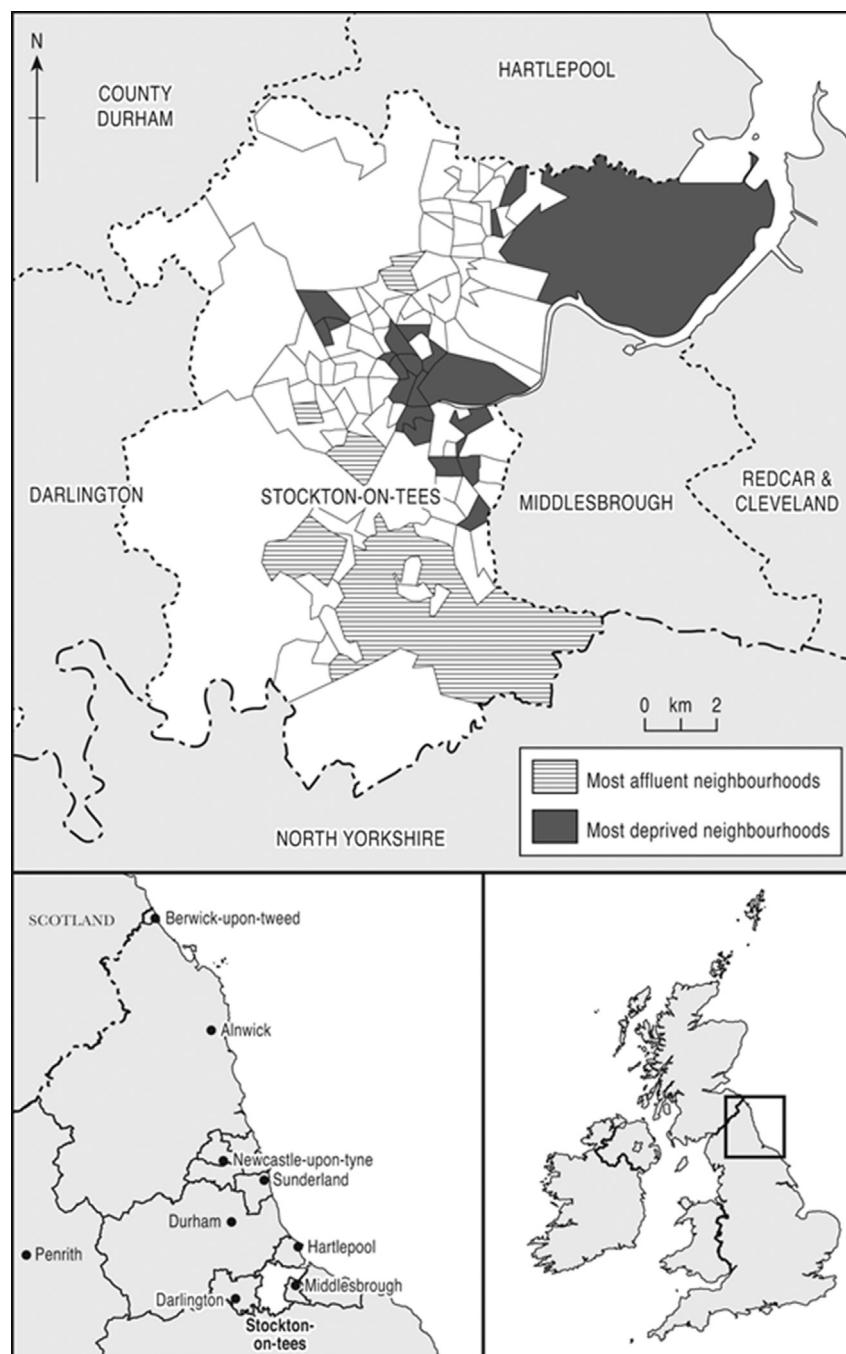 N
HARTLEPOOL
COUNTY
DURHAM
DARLINGTON
STOCKTON-ON-TEES
MIDDLESBROUGH
REDCAR &
CLEVELAND
0 km 2
Most affluent neighbourhoods
Most deprived neighbourhoods
NORTH YORKSHIRE
SCOTLAND
Berwick-upon-tweed
Alnwick
Newcastle-upon-tyne
Sunderland
Durham
Hartlepool
Penrith
Middlesbrough
Darlington
Stockton-
on-tees